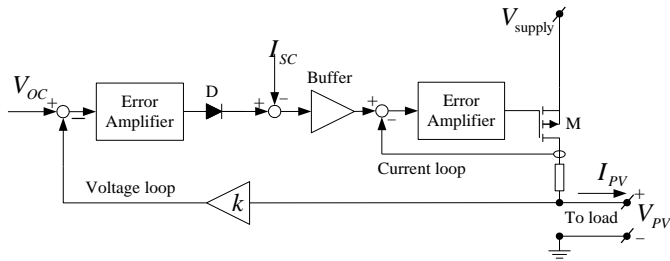 V_supply
V_OC
+
−
Error
Amplifier
D
+
I_SC
−
Buffer
+
−
Error
Amplifier
M
Current loop
Voltage loop
k
I_PV
+
To load
V_PV
−